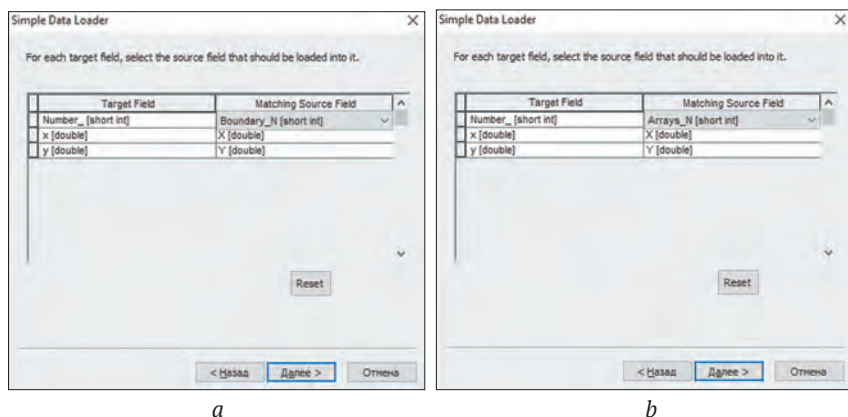 Simple Data Loader
For each target field, select the source field that should be loaded into it.
Target Field Matching Source Field
Number_ [short int] Boundary_N [short int]
x [double] X [double]
y [double] Y [double]
Reset
< Назад Далее > Отмена
a
Simple Data Loader
For each target field, select the source field that should be loaded into it.
Target Field Matching Source Field
Number_ [short int] Arrays_N [short int]
x [double] X [double]
y [double] Y [double]
Reset
< Назад Далее > Отмена
b